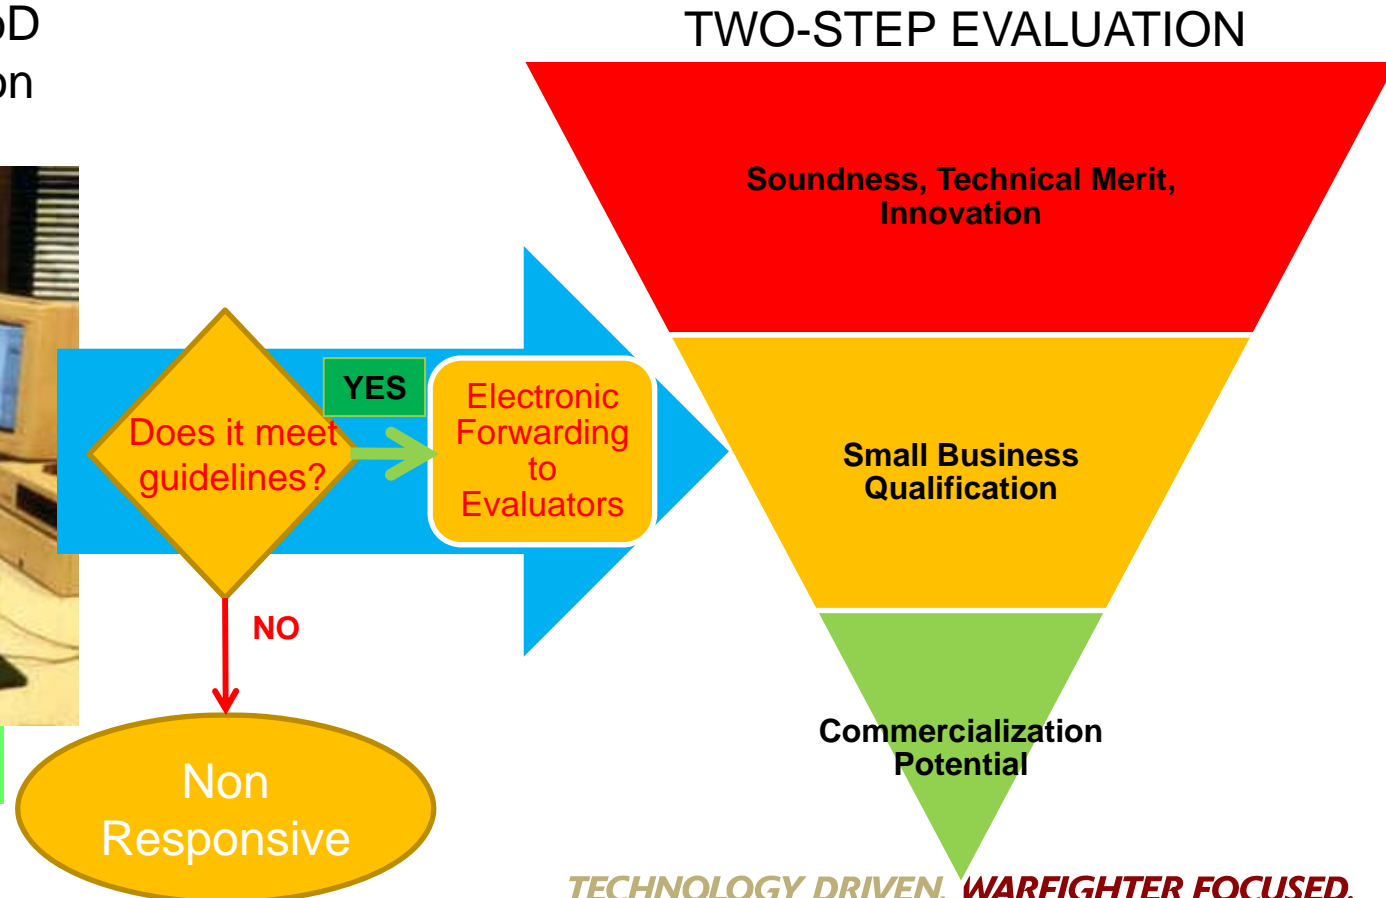 TWO-STEP EVALUATION
Soundness, Technical Merit,
Innovation
Does it meet
guidelines?
YES
Electronic
Forwarding
to
Evaluators
Small Business
Qualification
NO
Non
Responsive
Commercialization
Potential
TECHNOLOGY DRIVEN. WARFIGHTER FOCUSED.